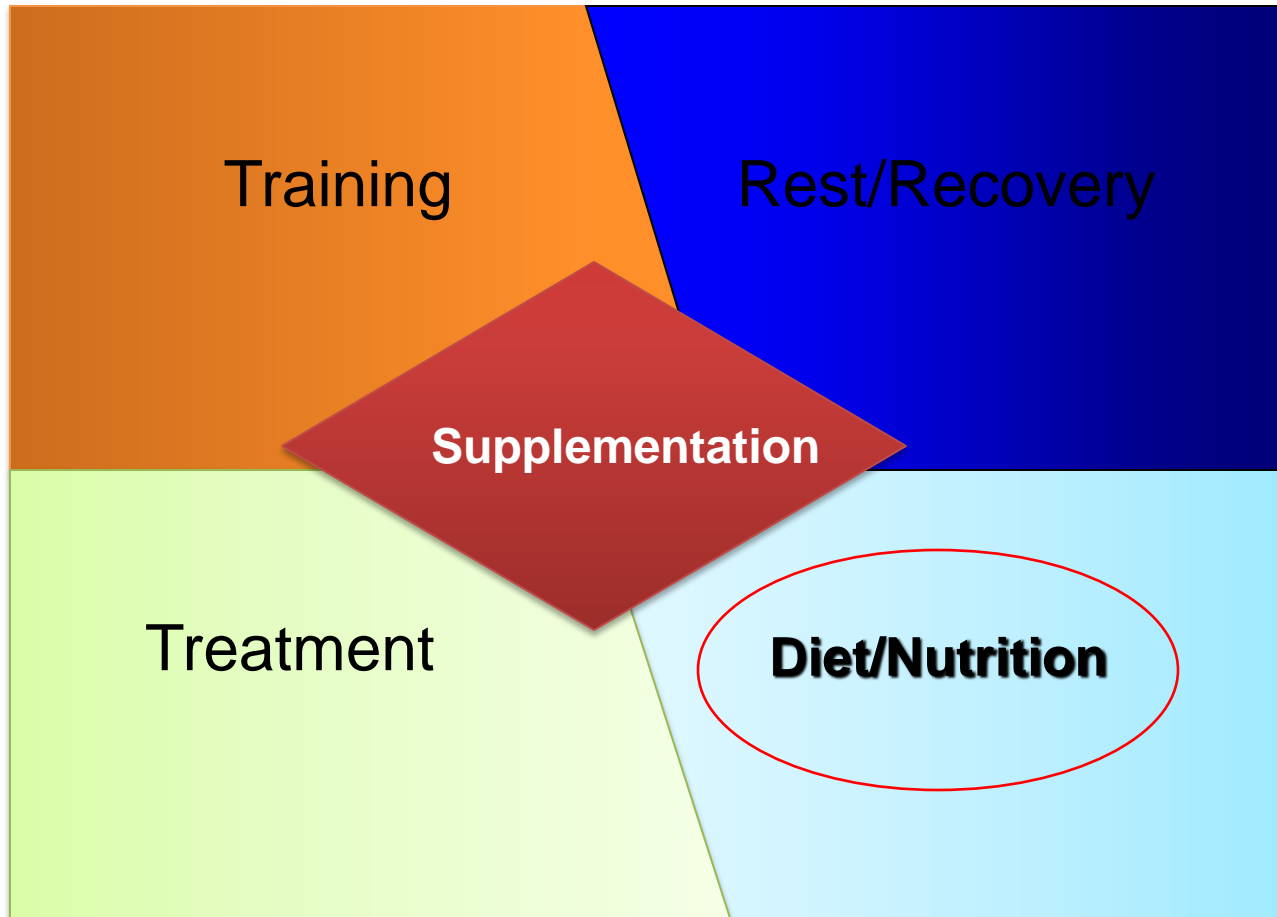 Training
Rest/Recovery
Supplementation
Treatment
Diet/Nutrition